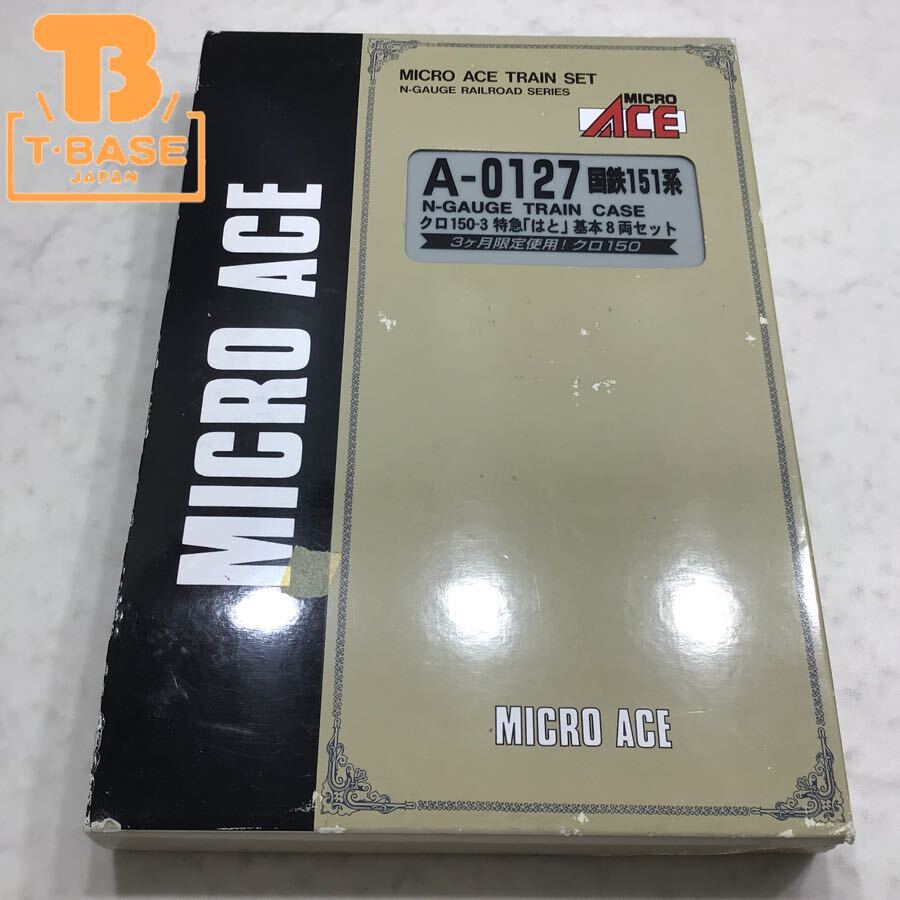 TB
T·BASE
JAPAN
MICRO ACE
MICRO ACE TRAIN SET
N-GAUGE RAILROAD SERIES
MICRO
ACE
A-0127 国鉄151系
N-GAUGE TRAIN CASE
クロ150-3 特急「はと」基本8両セット
3ヶ月限定使用!クロ150
MICRO ACE